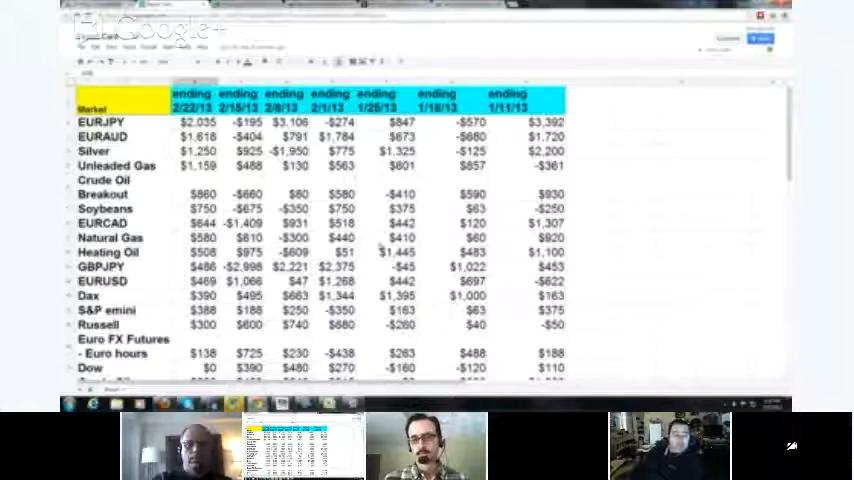 Google+
ending ending ending ending ending ending ending
Market 2/22/13 2/15/13 2/8/13 2/1/13 1/25/13 1/18/13 1/11/13
EURJPY $2,035 -$195 $3,106 -$274 $847 -$570 $3,392
EURAUD $1,618 -$404 $791 $1,784 $673 -$680 $1,720
Silver $1,250 $925 -$1,950 $775 $1,325 -$125 $2,200
Unleaded Gas $1,159 $488 $130 $563 $601 $857 -$361
Crude Oil
Breakout $860 -$660 $80 $580 -$410 $590 $930
Soybeans $750 -$675 -$350 $750 $375 $63 -$250
EURCAD $644 -$1,409 $931 $518 $442 $120 $1,307
Natural Gas $580 $610 -$300 $440 $410 $60 $920
Heating Oil $508 $975 -$609 $51 $1,445 $483 $1,100
GBPJPY $486 -$2,998 $2,221 $2,375 -$45 $1,022 $453
EURUSD $469 $1,066 $47 $1,268 $442 $697 -$622
Dax $390 $495 $663 $1,344 $1,395 $1,000 $163
S&P emini $388 $188 $250 -$350 $163 $63 $375
Russell $300 $600 $740 $680 -$260 $40 -$50
Euro FX Futures
- Euro hours $138 $725 $230 -$438 $263 $488 $188
Dow $0 $390 $480 $270 -$160 -$120 $110